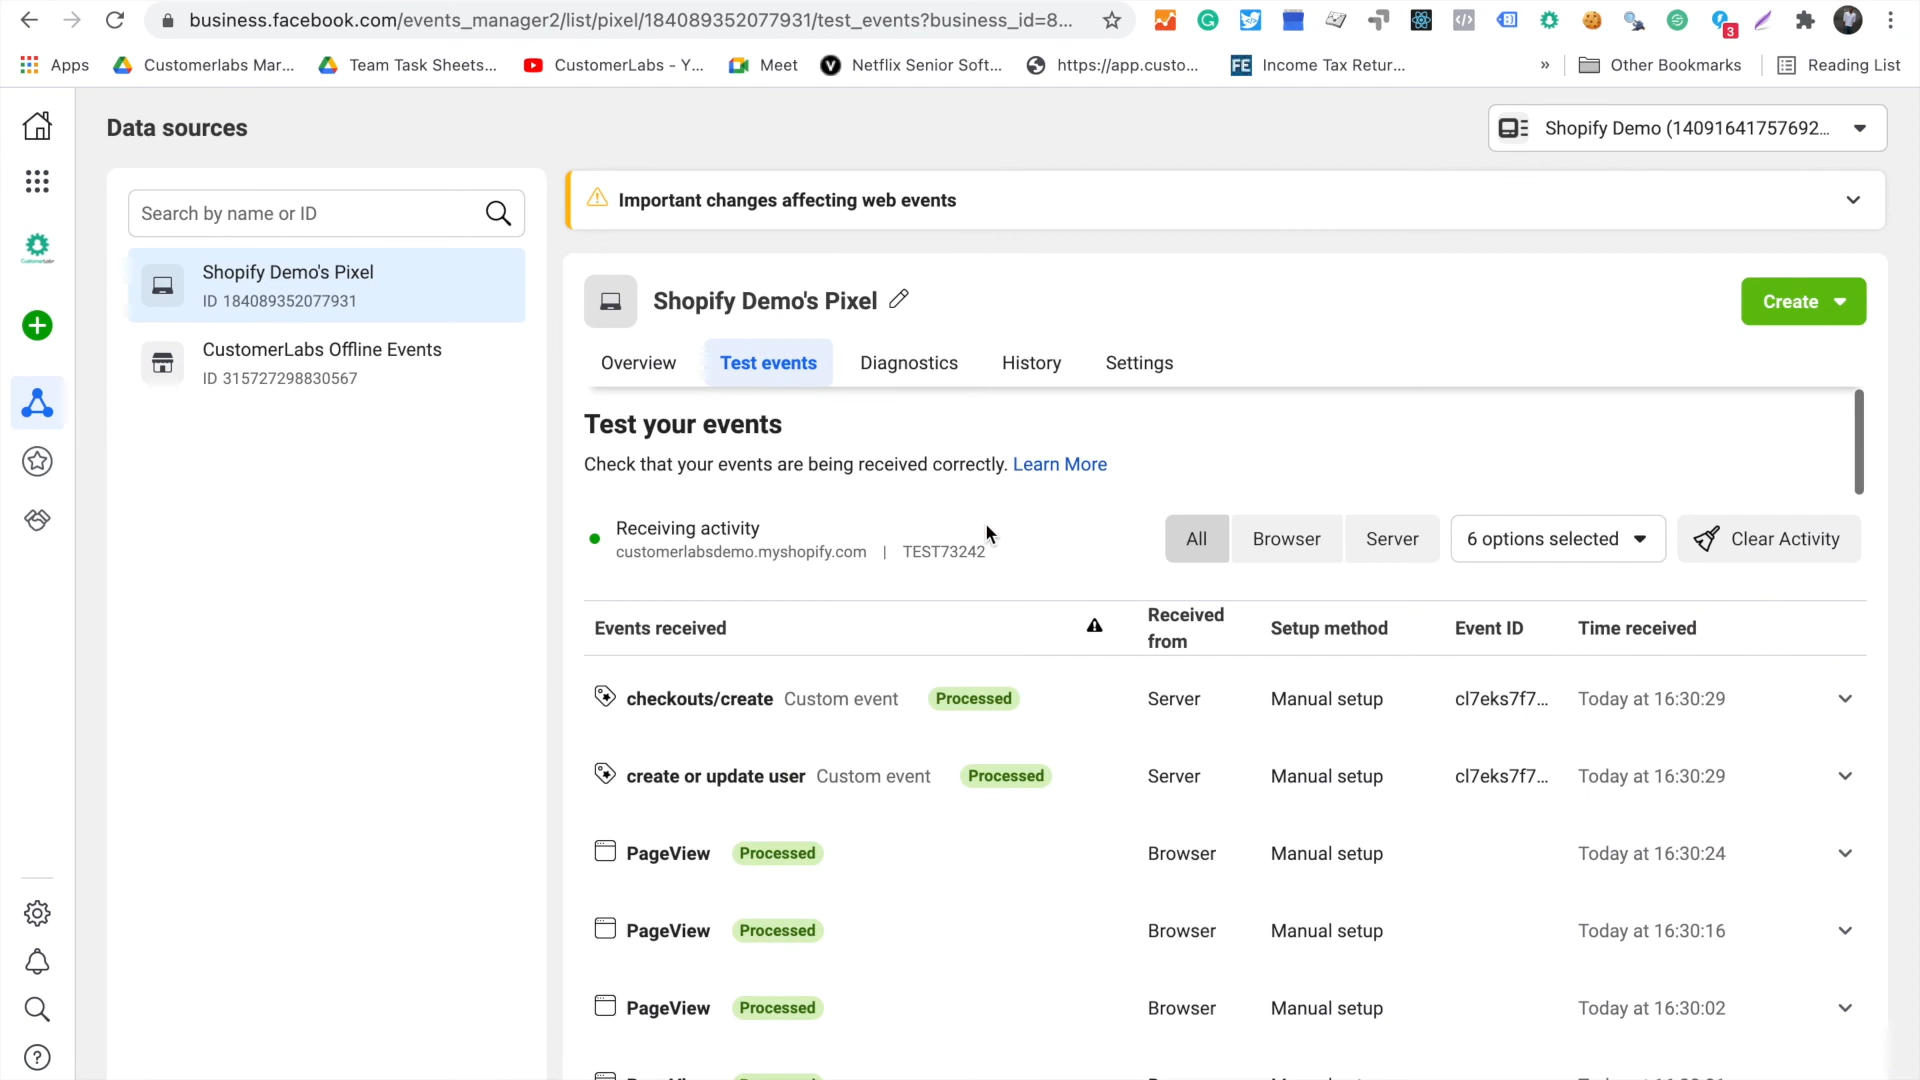 business.facebook.com/events_manager2/list/pixel/184089352077931/test_events?business_id=8...
3
Apps
Customerlabs Mar...
Team Task Sheets...
CustomerLabs - Y...
Meet
Netflix Senior Soft...
https://app.custo...
FE
Income Tax Retur...
»
Other Bookmarks
Reading List
Data sources
Shopify Demo (14091641757692...
Search by name or ID
Important changes affecting web events
Shopify Demo's Pixel
ID 184089352077931
CustomerLabs Offline Events
ID 315727298830567
Shopify Demo's Pixel
Create
Overview
Test events
Diagnostics
History
Settings
Test your events
Check that your events are being received correctly. Learn More
Receiving activity
customerlabsdemo.myshopify.com | TEST73242
All
Browser
Server
6 options selected
Clear Activity
Events received
Received from
Setup method
Event ID
Time received
checkouts/create Custom event Processed Server Manual setup cl7eks7f7... Today at 16:30:29
create or update user Custom event Processed Server Manual setup cl7eks7f7... Today at 16:30:29
PageView Processed Browser Manual setup Today at 16:30:24
PageView Processed Browser Manual setup Today at 16:30:16
PageView Processed Browser Manual setup Today at 16:30:02